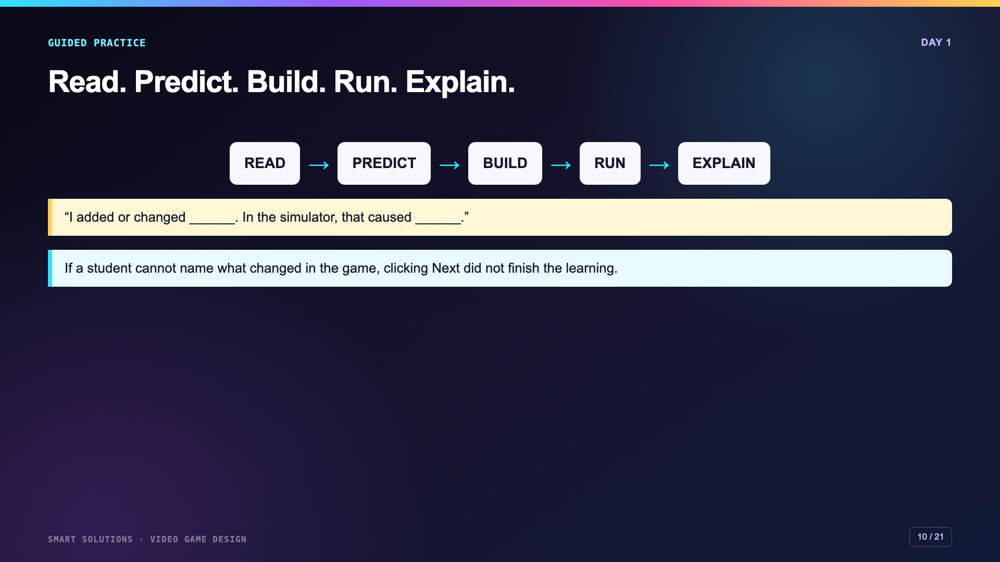 GUIDED PRACTICE
DAY 1
Read. Predict. Build. Run. Explain.
READ → PREDICT → BUILD → RUN → EXPLAIN
“I added or changed ______. In the simulator, that caused ______.”
If a student cannot name what changed in the game, clicking Next did not finish the learning.
SMART SOLUTIONS · VIDEO GAME DESIGN
10 / 21